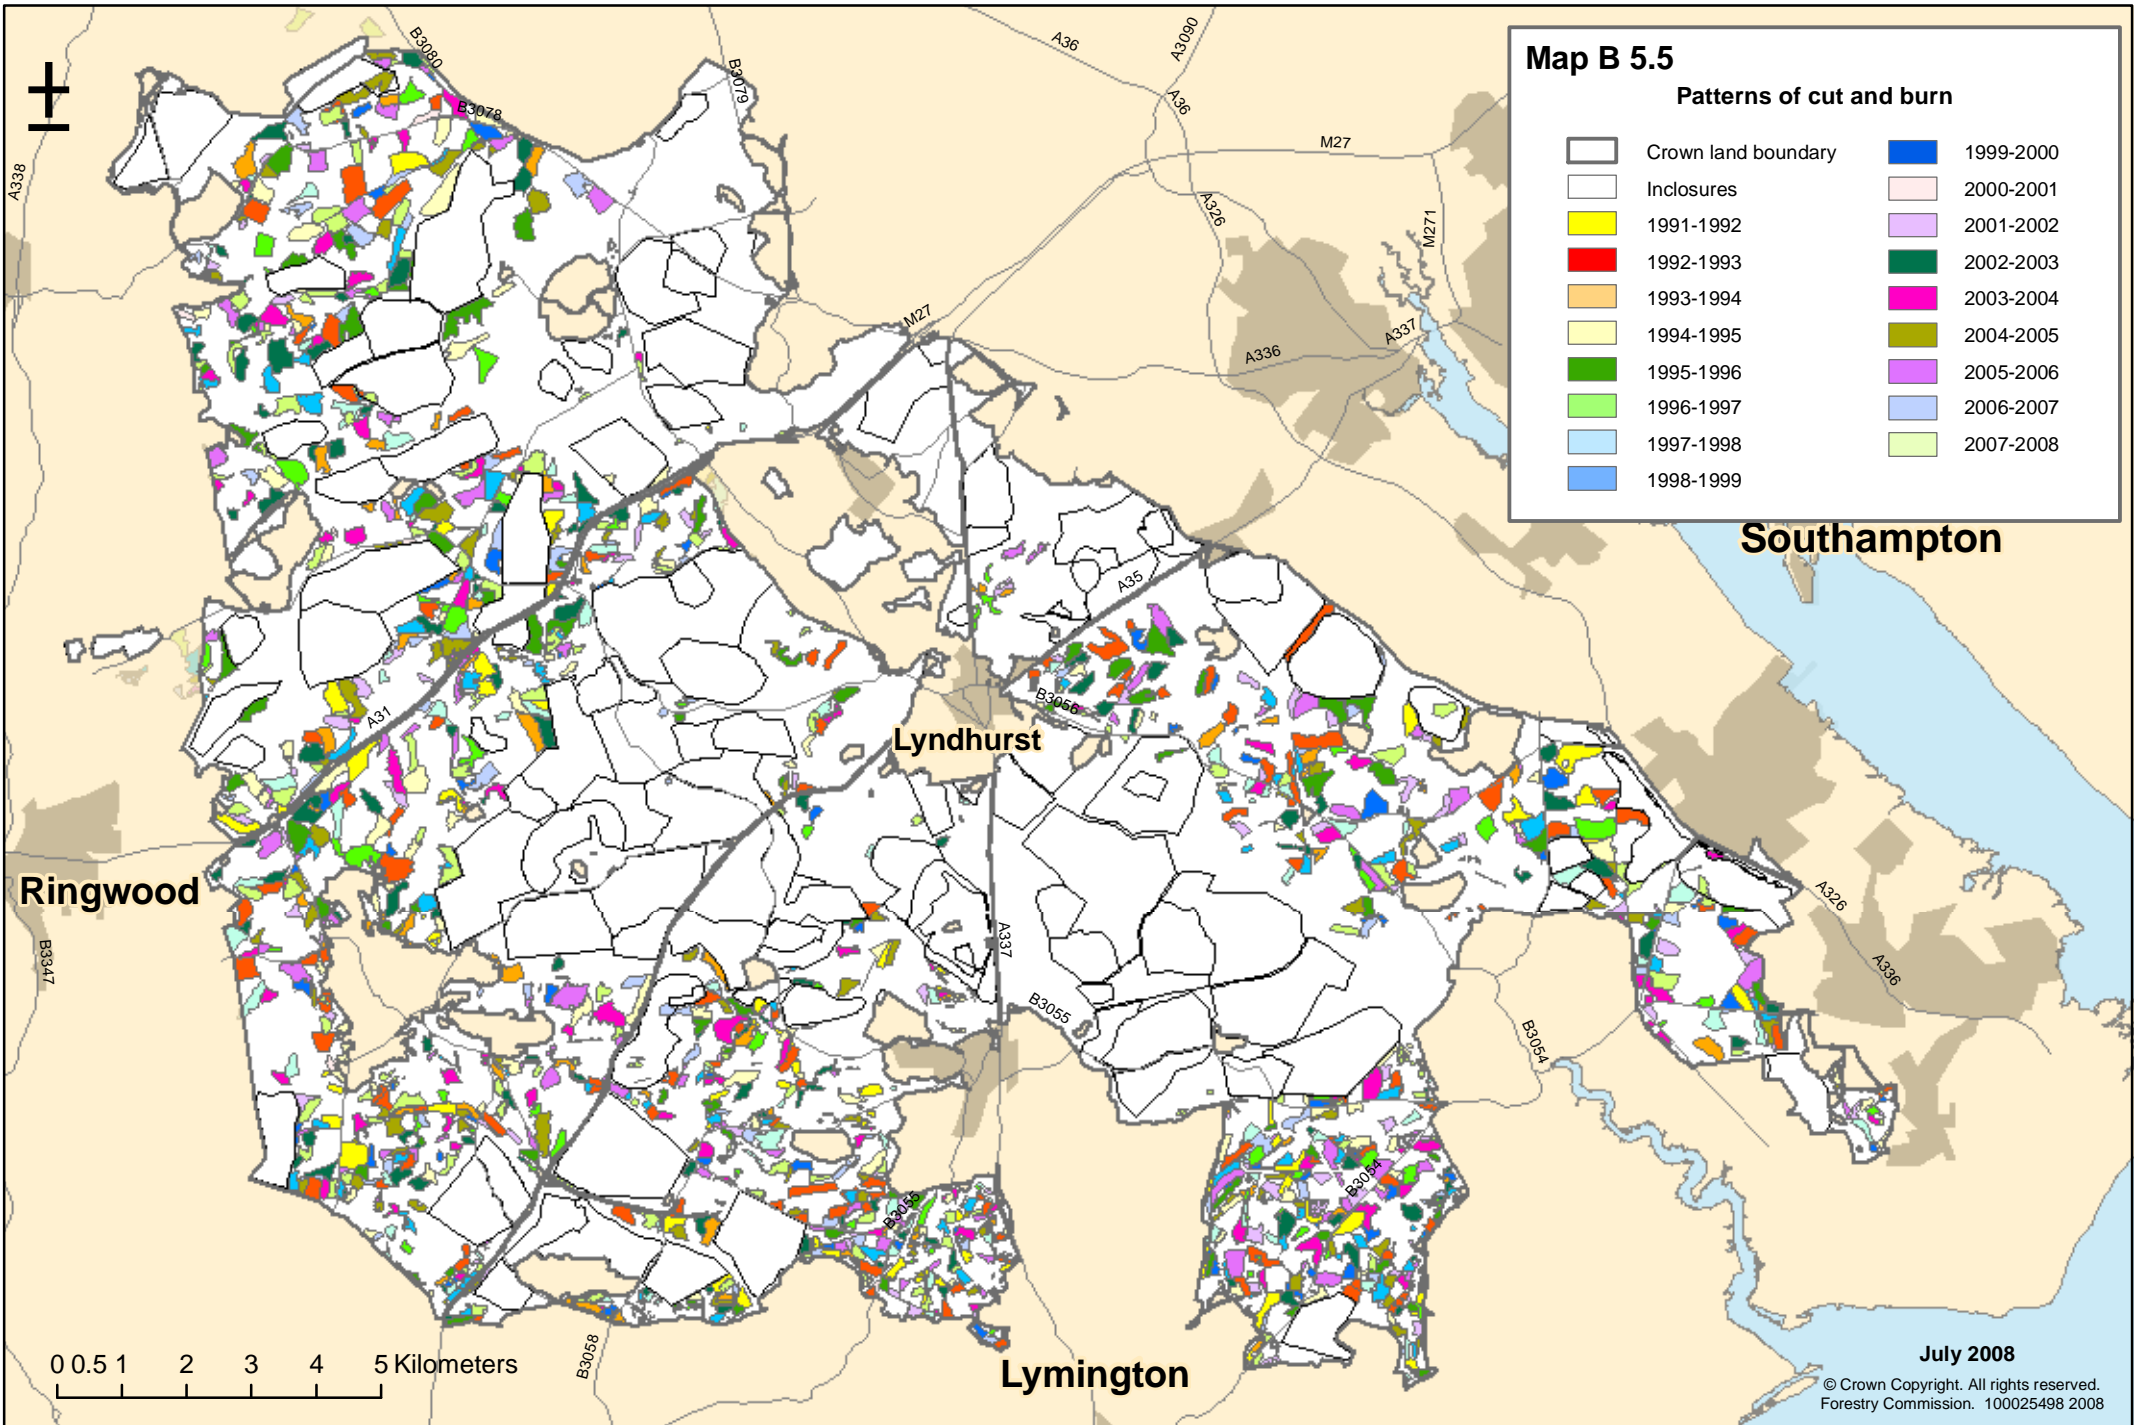 Map B 5.5
Patterns of cut and burn
Crown land boundary
Inclosures
1991-1992
1992-1993
1993-1994
1994-1995
1995-1996
1996-1997
1997-1998
1998-1999
1999-2000
2000-2001
2001-2002
2002-2003
2003-2004
2004-2005
2005-2006
2006-2007
2007-2008
B3080
B3078
B3079
A36
A3090
A36
M27
A338
A326
M271
M27
A336
A337
Southampton
A35
B3056
A31
Lyndhurst
Ringwood
B3347
A337
B3055
A326
A336
B3054
B3054
B3055
B3058
Lymington
0 0.5 1 2 3 4 5 Kilometers
July 2008
© Crown Copyright. All rights reserved.
Forestry Commission. 100025498 2008